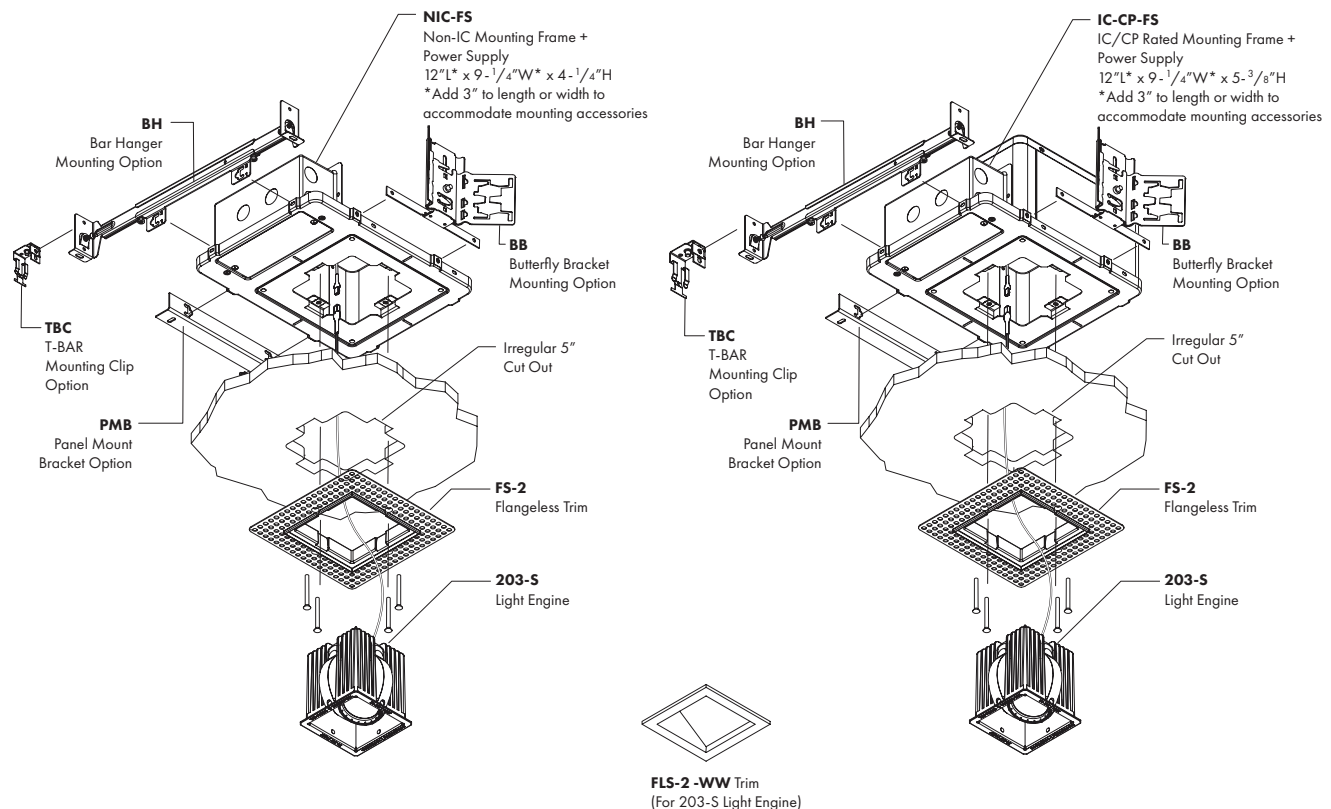 NIC-FS
Non-IC Mounting Frame +
Power Supply
12”L* x 9-1/4”W* x 4-1/4”H
*Add 3” to length or width to
accommodate mounting accessories
BH
Bar Hanger
Mounting Option
BB
Butterfly Bracket
Mounting Option
TBC
T-BAR
Mounting Clip
Option
Irregular 5”
Cut Out
PMB
Panel Mount
Bracket Option
FS-2
Flangeless Trim
203-S
Light Engine
IC-CP-FS
IC/CP Rated Mounting Frame +
Power Supply
12”L* x 9-1/4”W* x 5-3/8”H
*Add 3” to length or width to
accommodate mounting accessories
BH
Bar Hanger
Mounting Option
BB
Butterfly Bracket
Mounting Option
TBC
T-BAR
Mounting Clip
Option
Irregular 5”
Cut Out
PMB
Panel Mount
Bracket Option
FS-2
Flangeless Trim
203-S
Light Engine
FLS-2 -WW Trim
(For 203-S Light Engine)